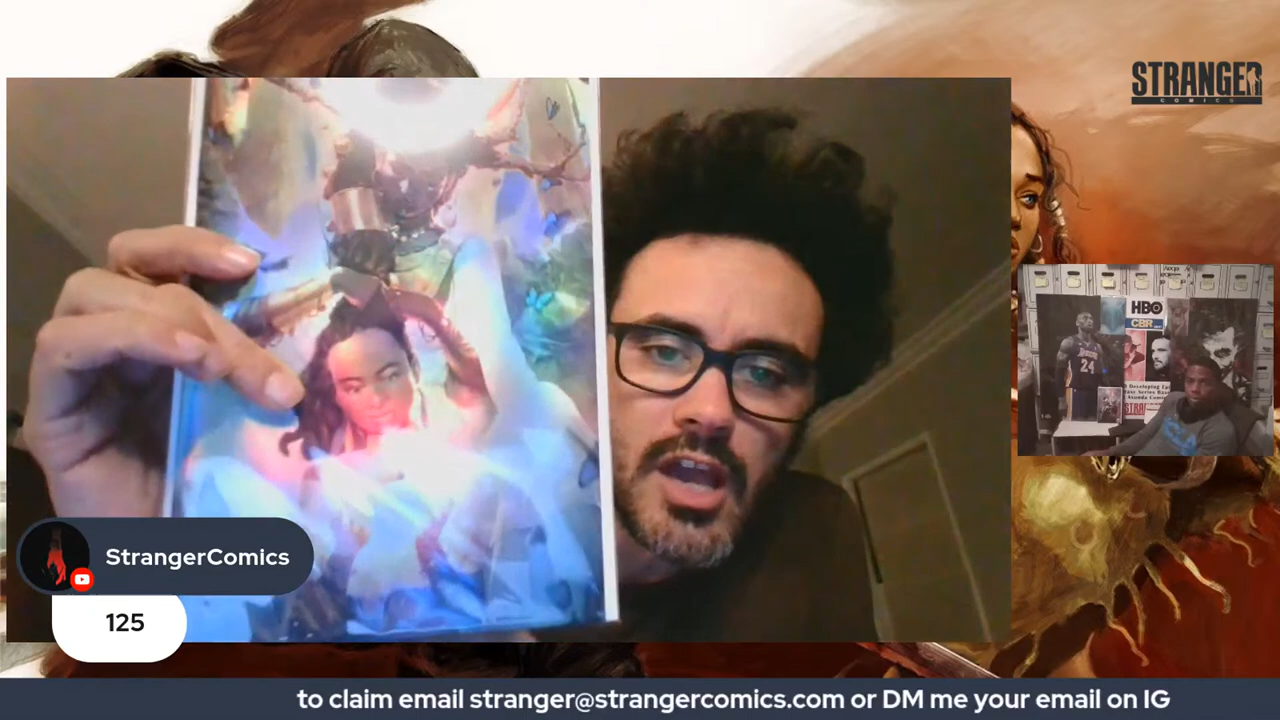 STRANGER
COMICS
HBO
CBR
24
StrangerComics
125
to claim email stranger@strangercomics.com or DM me your email on IG